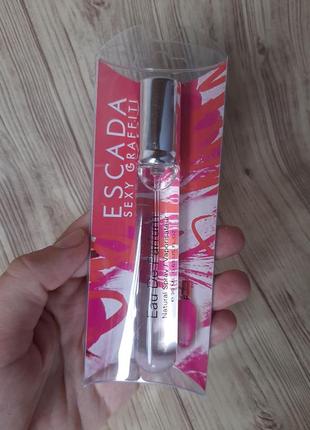 ESCADA
SEXY GRAFFITI
Eau De Parfum
Natural Spray Vaporisateur